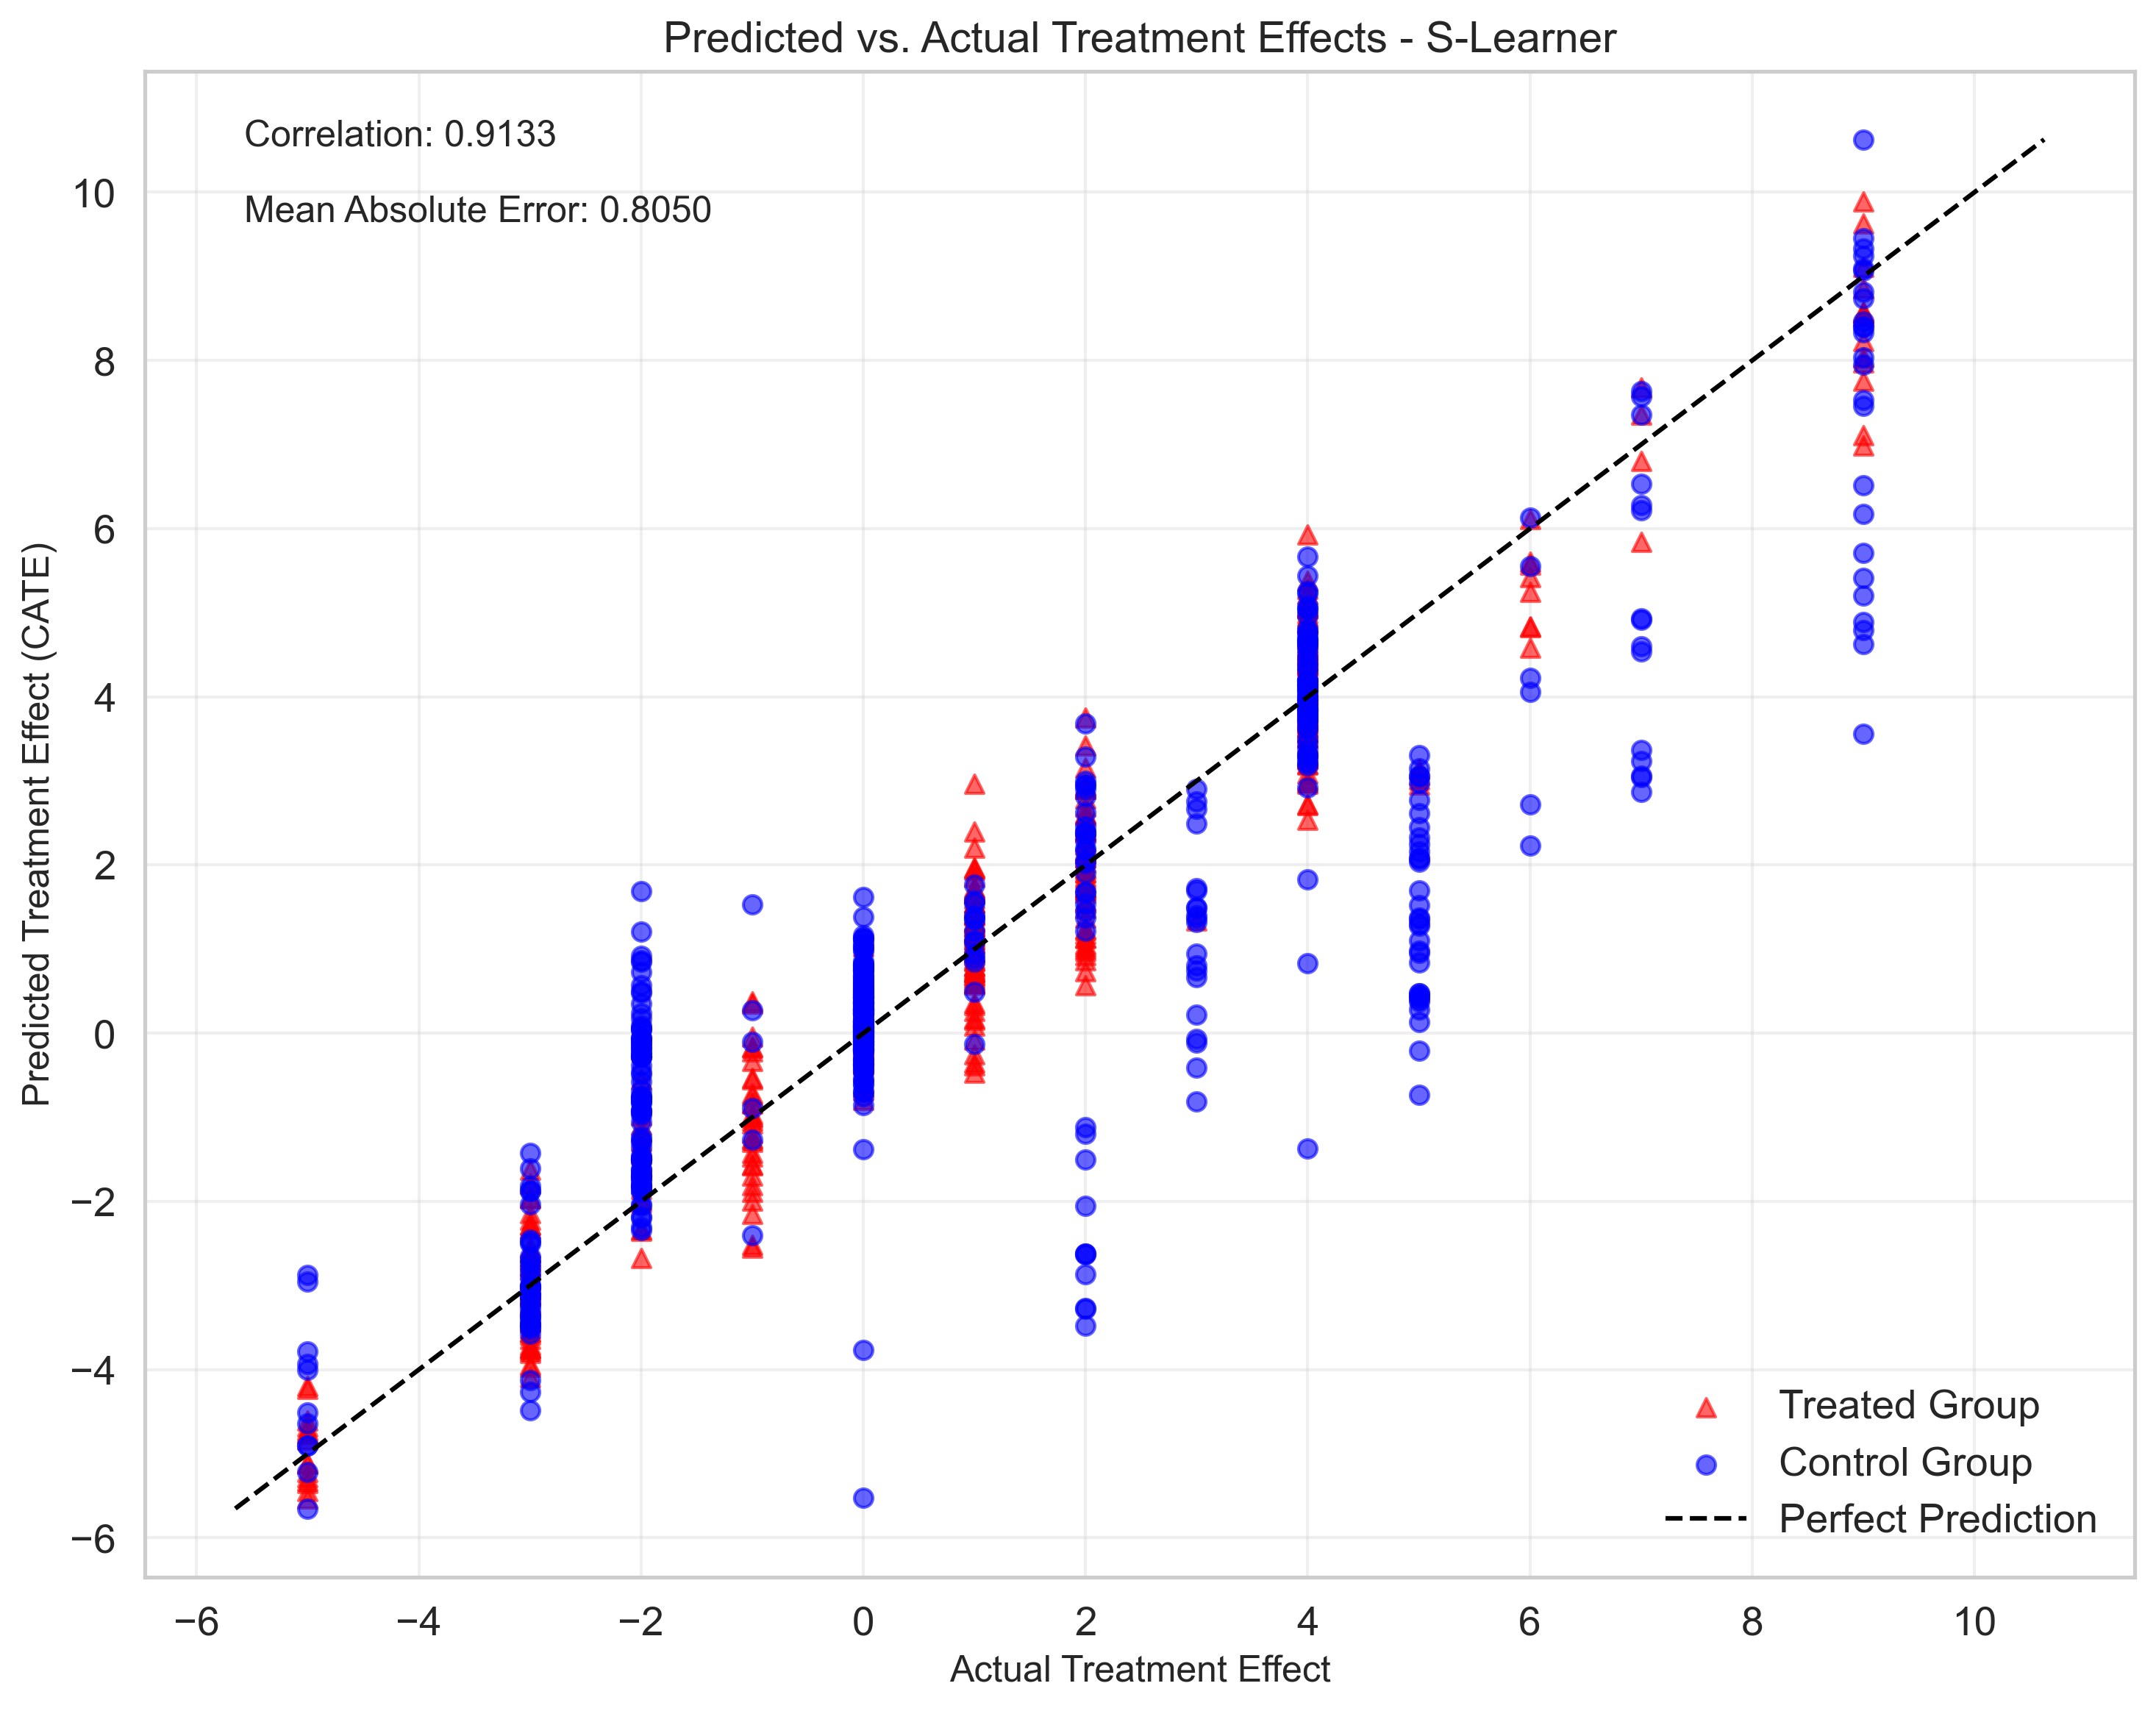 Predicted vs. Actual Treatment Effects - S-Learner
Correlation: 0.9133
Mean Absolute Error: 0.8050
Predicted Treatment Effect (CATE)
10
8
6
4
2
0
−2
−4
−6
Treated Group
Control Group
Perfect Prediction
−6 −4 −2 0 2 4 6 8 10
Actual Treatment Effect